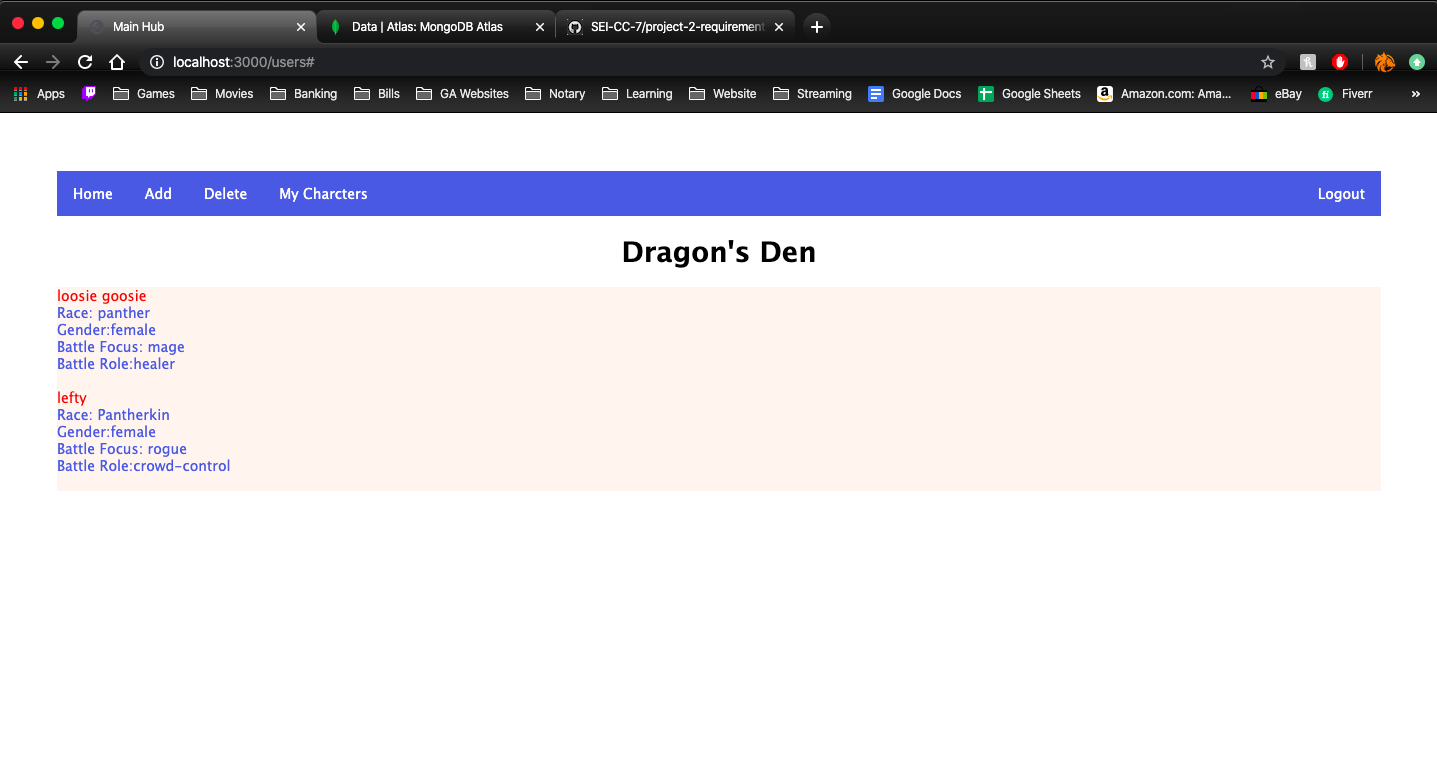 Main Hub
Data | Atlas: MongoDB Atlas
SEI-CC-7/project-2-requirement
localhost:3000/users#
Apps Games Movies Banking Bills GA Websites Notary Learning Website Streaming Google Docs Google Sheets Amazon.com: Ama... eBay Fiverr »
Home Add Delete My Charcters Logout
Dragon's Den
loosie goosie
Race: panther
Gender:female
Battle Focus: mage
Battle Role:healer
lefty
Race: Pantherkin
Gender:female
Battle Focus: rogue
Battle Role:crowd-control